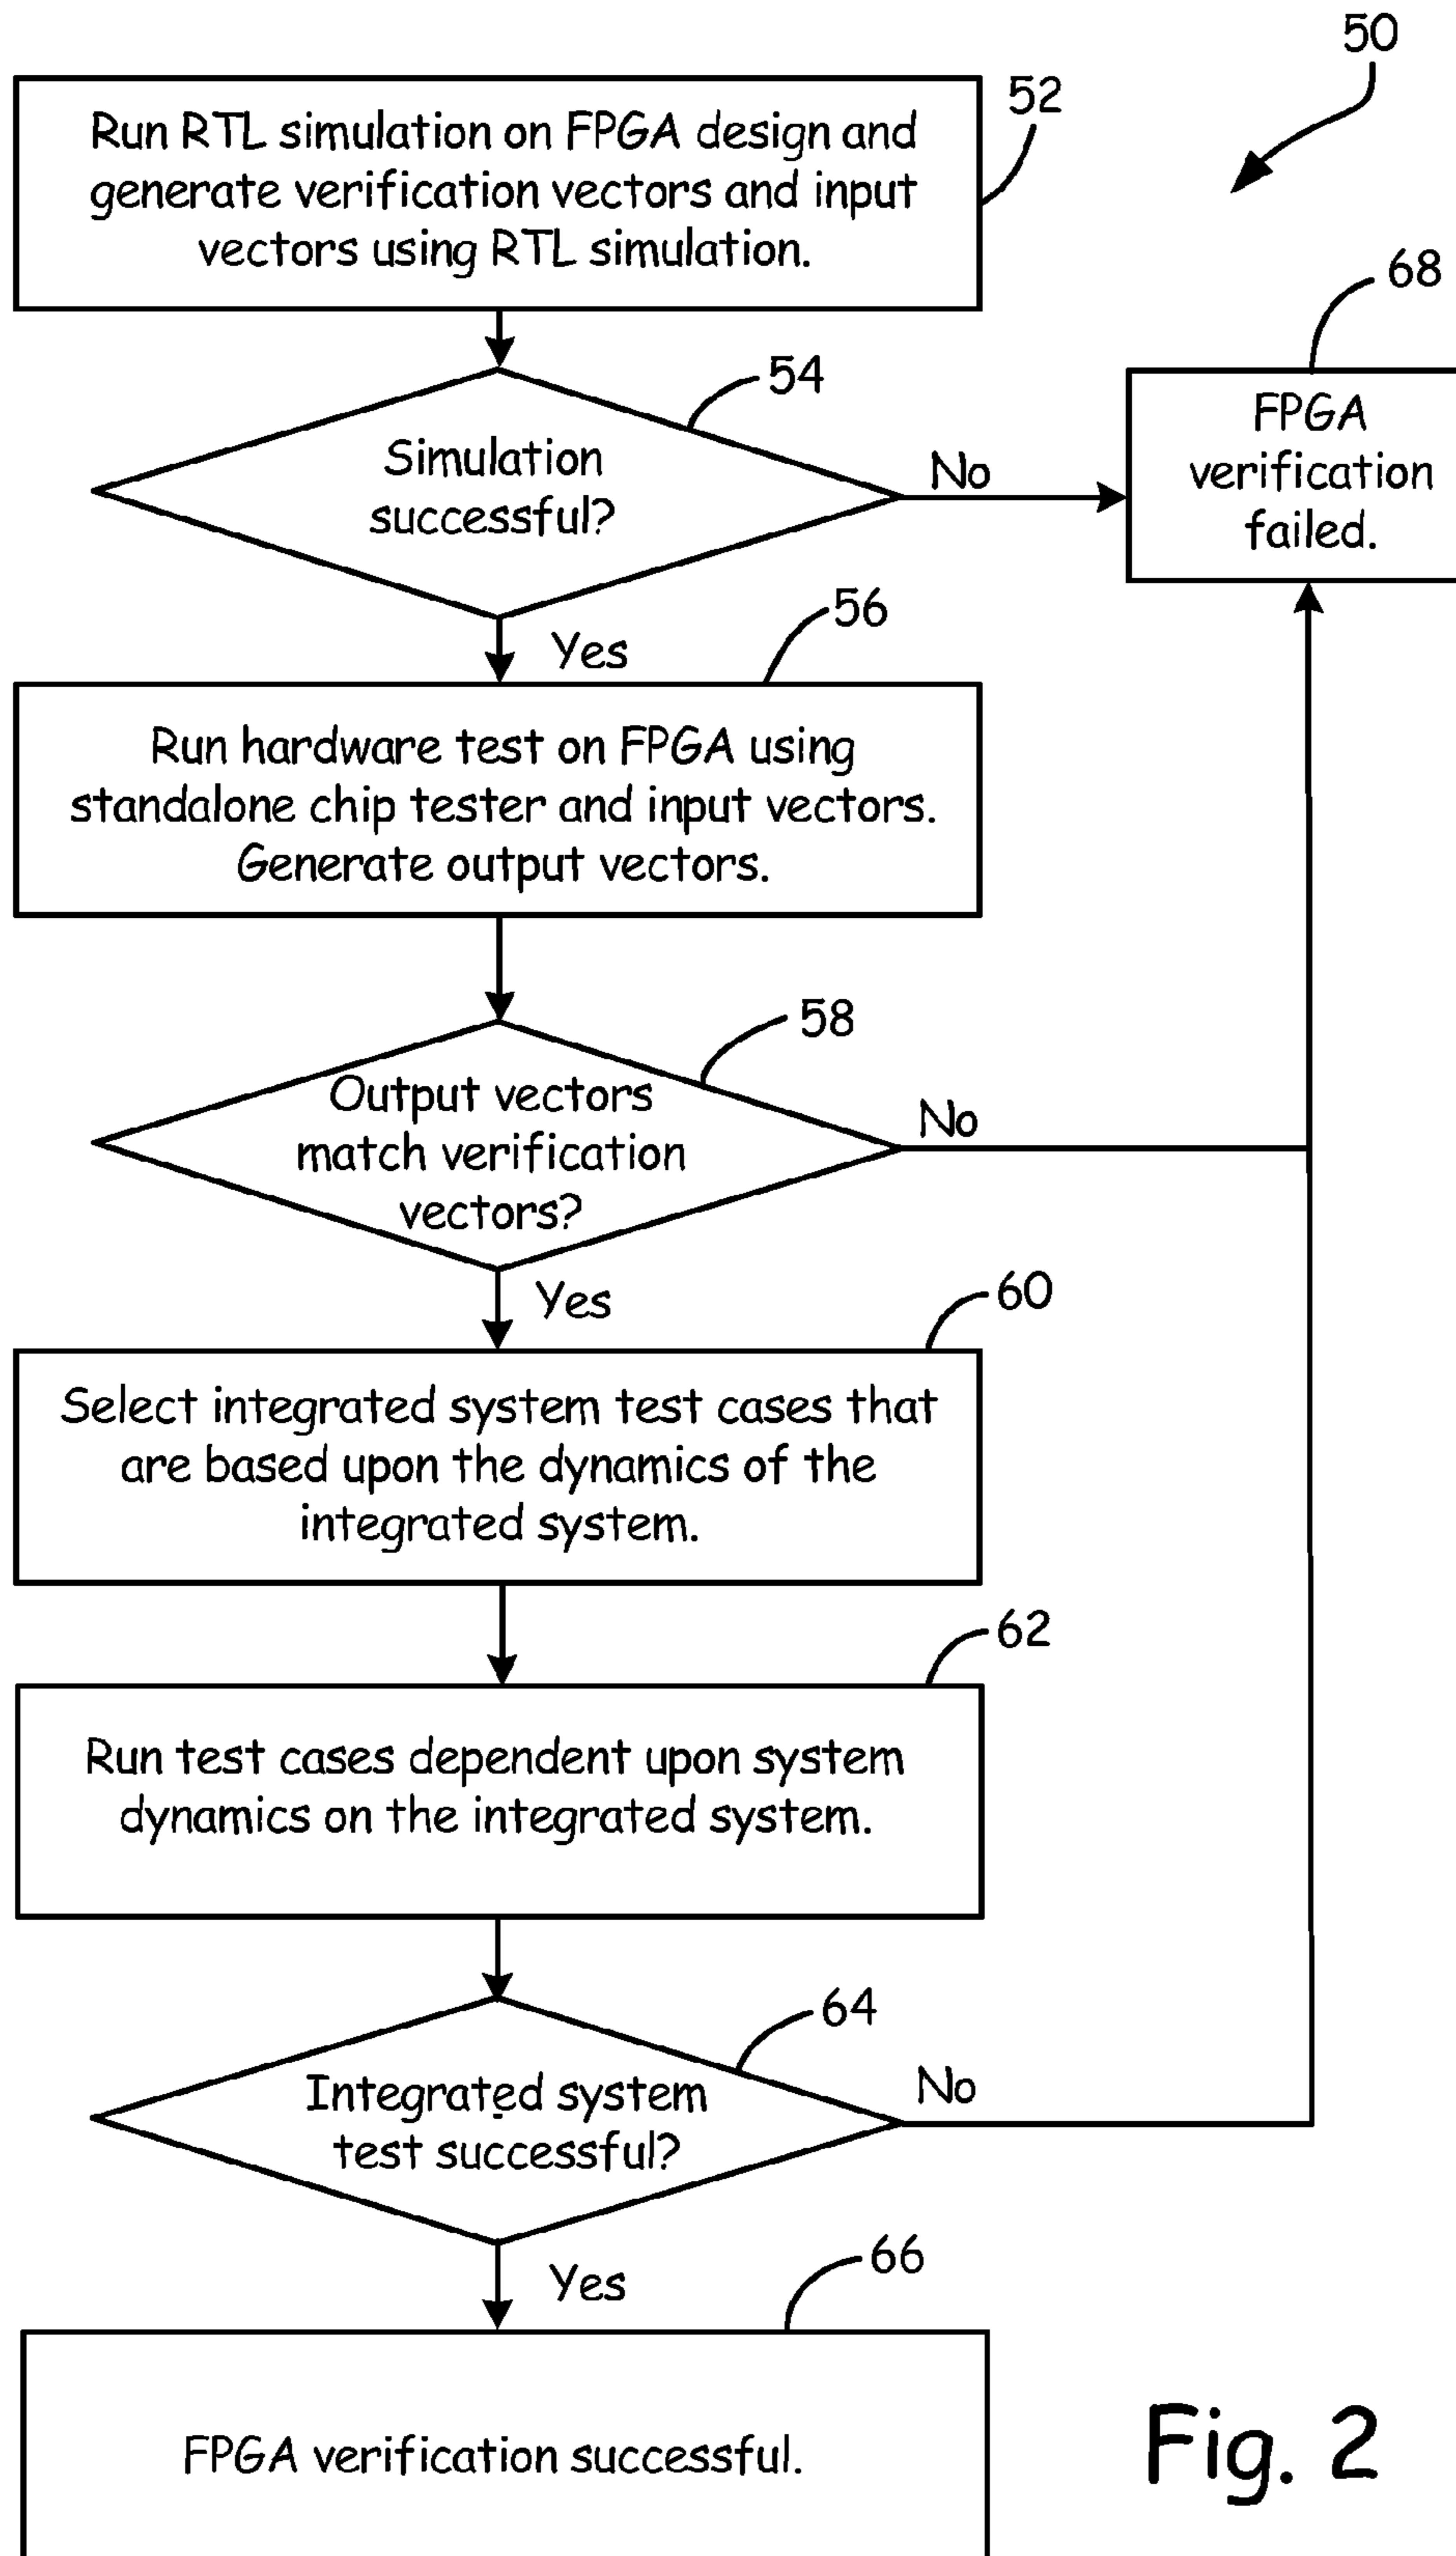 50
52
Run RTL simulation on FPGA design and
generate verification vectors and input
vectors using RTL simulation.
68
54
FPGA
verification
failed.
Simulation
successful?
No
56
Yes
Run hardware test on FPGA using
standalone chip tester and input vectors.
Generate output vectors.
58
Output vectors
match verification
vectors?
No
60
Yes
Select integrated system test cases that
are based upon the dynamics of the
integrated system.
62
Run test cases dependent upon system
dynamics on the integrated system.
64
Integrated system
test successful?
No
66
Yes
FPGA verification successful.
Fig. 2